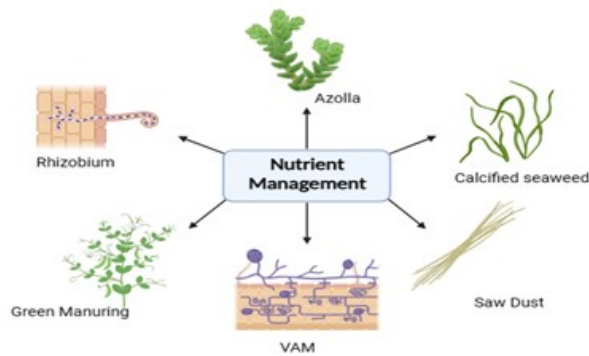 Azolla
Rhizobium
Nutrient
Management
Calcified seaweed
Green Manuring
Saw Dust
VAM